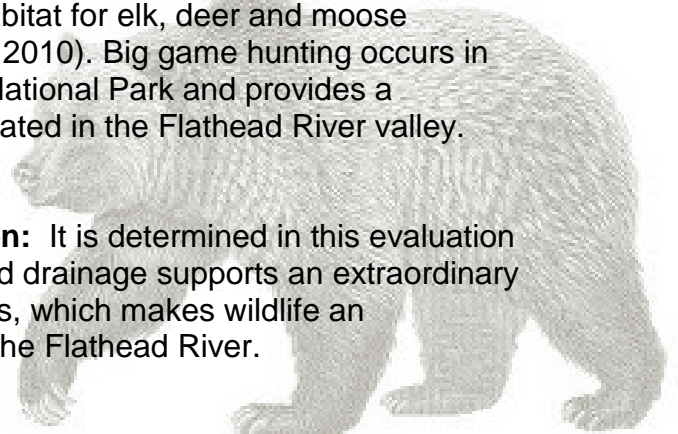 abitat for elk, deer and moose
2010). Big game hunting occurs in
National Park and provides a
ated in the Flathead River valley.
n: It is determined in this evaluation
d drainage supports an extraordinary
s, which makes wildlife an
he Flathead River.